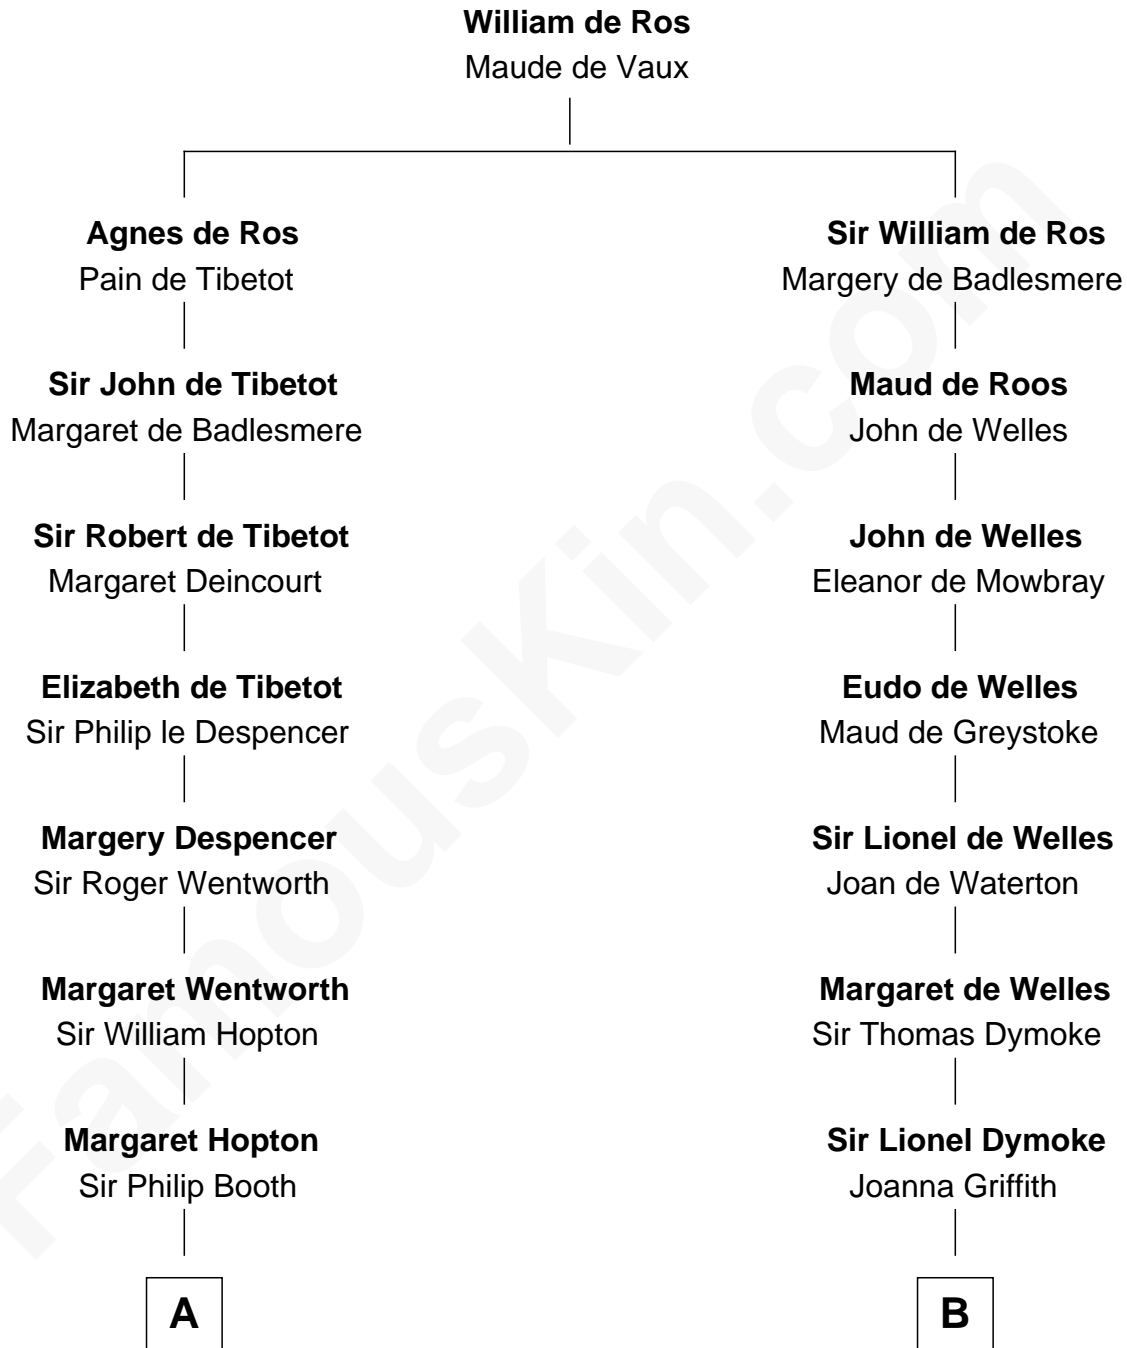 William de Ros
Maude de Vaux
Agnes de Ros
Pain de Tibetot
Sir William de Ros
Margery de Badlesmere
Sir John de Tibetot
Margaret de Badlesmere
Maud de Roos
John de Welles
Sir Robert de Tibetot
Margaret Deincourt
John de Welles
Eleanor de Mowbray
Elizabeth de Tibetot
Sir Philip le Despencer
Eudo de Welles
Maud de Greystoke
Margery Despencer
Sir Roger Wentworth
Sir Lionel de Welles
Joan de Waterton
Margaret Wentworth
Sir William Hopton
Margaret de Welles
Sir Thomas Dymoke
Margaret Hopton
Sir Philip Booth
Sir Lionel Dymoke
Joanna Griffith
A
B
FamousKin.com